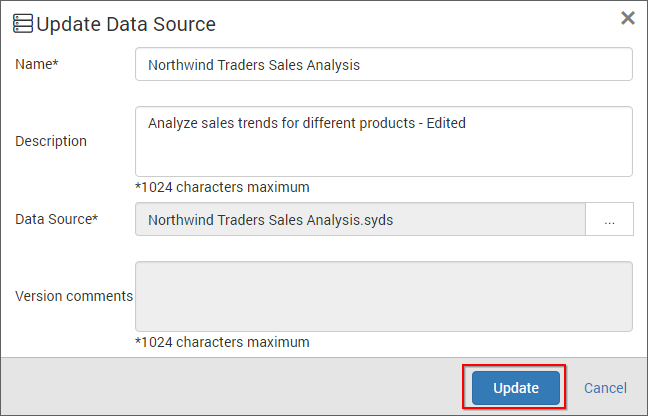 Update Data Source
Name*
Northwind Traders Sales Analysis
Description
Analyze sales trends for different products - Edited
*1024 characters maximum
Data Source*
Northwind Traders Sales Analysis.syds
...
Version comments
*1024 characters maximum
Update
Cancel